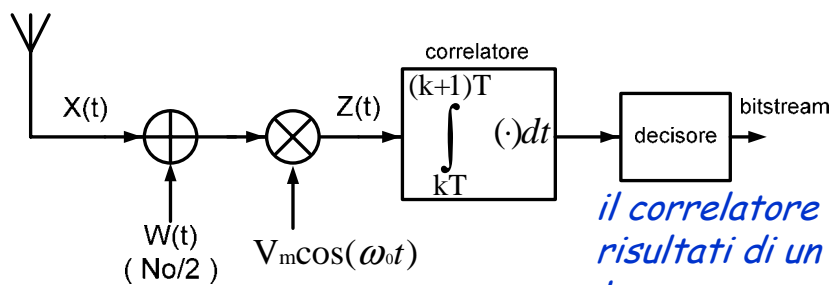 correlatore
(k+1)T
X(t)
Z(t)
∫
(·)dt
decisore
bitstream
kT
W(t)
( No/2 )
Vmcos(ω0t)
il correlatore
risultati di un